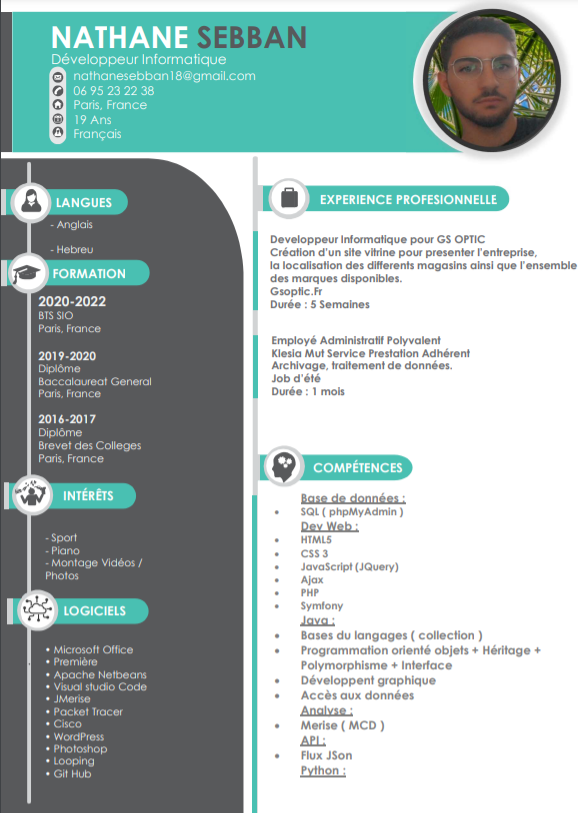 NATHANE SEBBAN
Développeur Informatique
nathanesebban18@gmail.com
06 95 23 22 38
Paris, France
19 Ans
Français
LANGUES
- Anglais
- Hebreu
FORMATION
2020-2022
BTS SIO
Paris, France
2019-2020
Diplôme
Baccalaureat General
Paris, France
2016-2017
Diplôme
Brevet des Colleges
Paris, France
INTÉRÊTS
- Sport
- Piano
- Montage Vidéos /
Photos
LOGICIELS
• Microsoft Office
• Première
• Apache Netbeans
• Visual studio Code
• JMerise
• Packet Tracer
• Cisco
• WordPress
• Photoshop
• Looping
• Git Hub
EXPERIENCE PROFESIONNELLE
Developpeur Informatique pour GS OPTIC
Création d'un site vitrine pour presenter l'entreprise,
la localisation des differents magasins ainsi que l'ensemble
des marques disponibles.
Gsoptic.Fr
Durée : 5 Semaines
Employé Administratif Polyvalent
Klesia Mut Service Prestation Adhérent
Archivage, traitement de données.
Job d'été
Durée : 1 mois
COMPÉTENCES
Base de données :
• SQL ( phpMyAdmin )
Dev Web :
• HTML5
• CSS 3
• JavaScript (JQuery)
• Ajax
• PHP
• Symfony
Java :
• Bases du langages ( collection )
• Programmation orienté objets + Héritage +
Polymorphisme + Interface
• Développent graphique
• Accès aux données
Analyse :
• Merise ( MCD )
API :
• Flux JSon
Python :